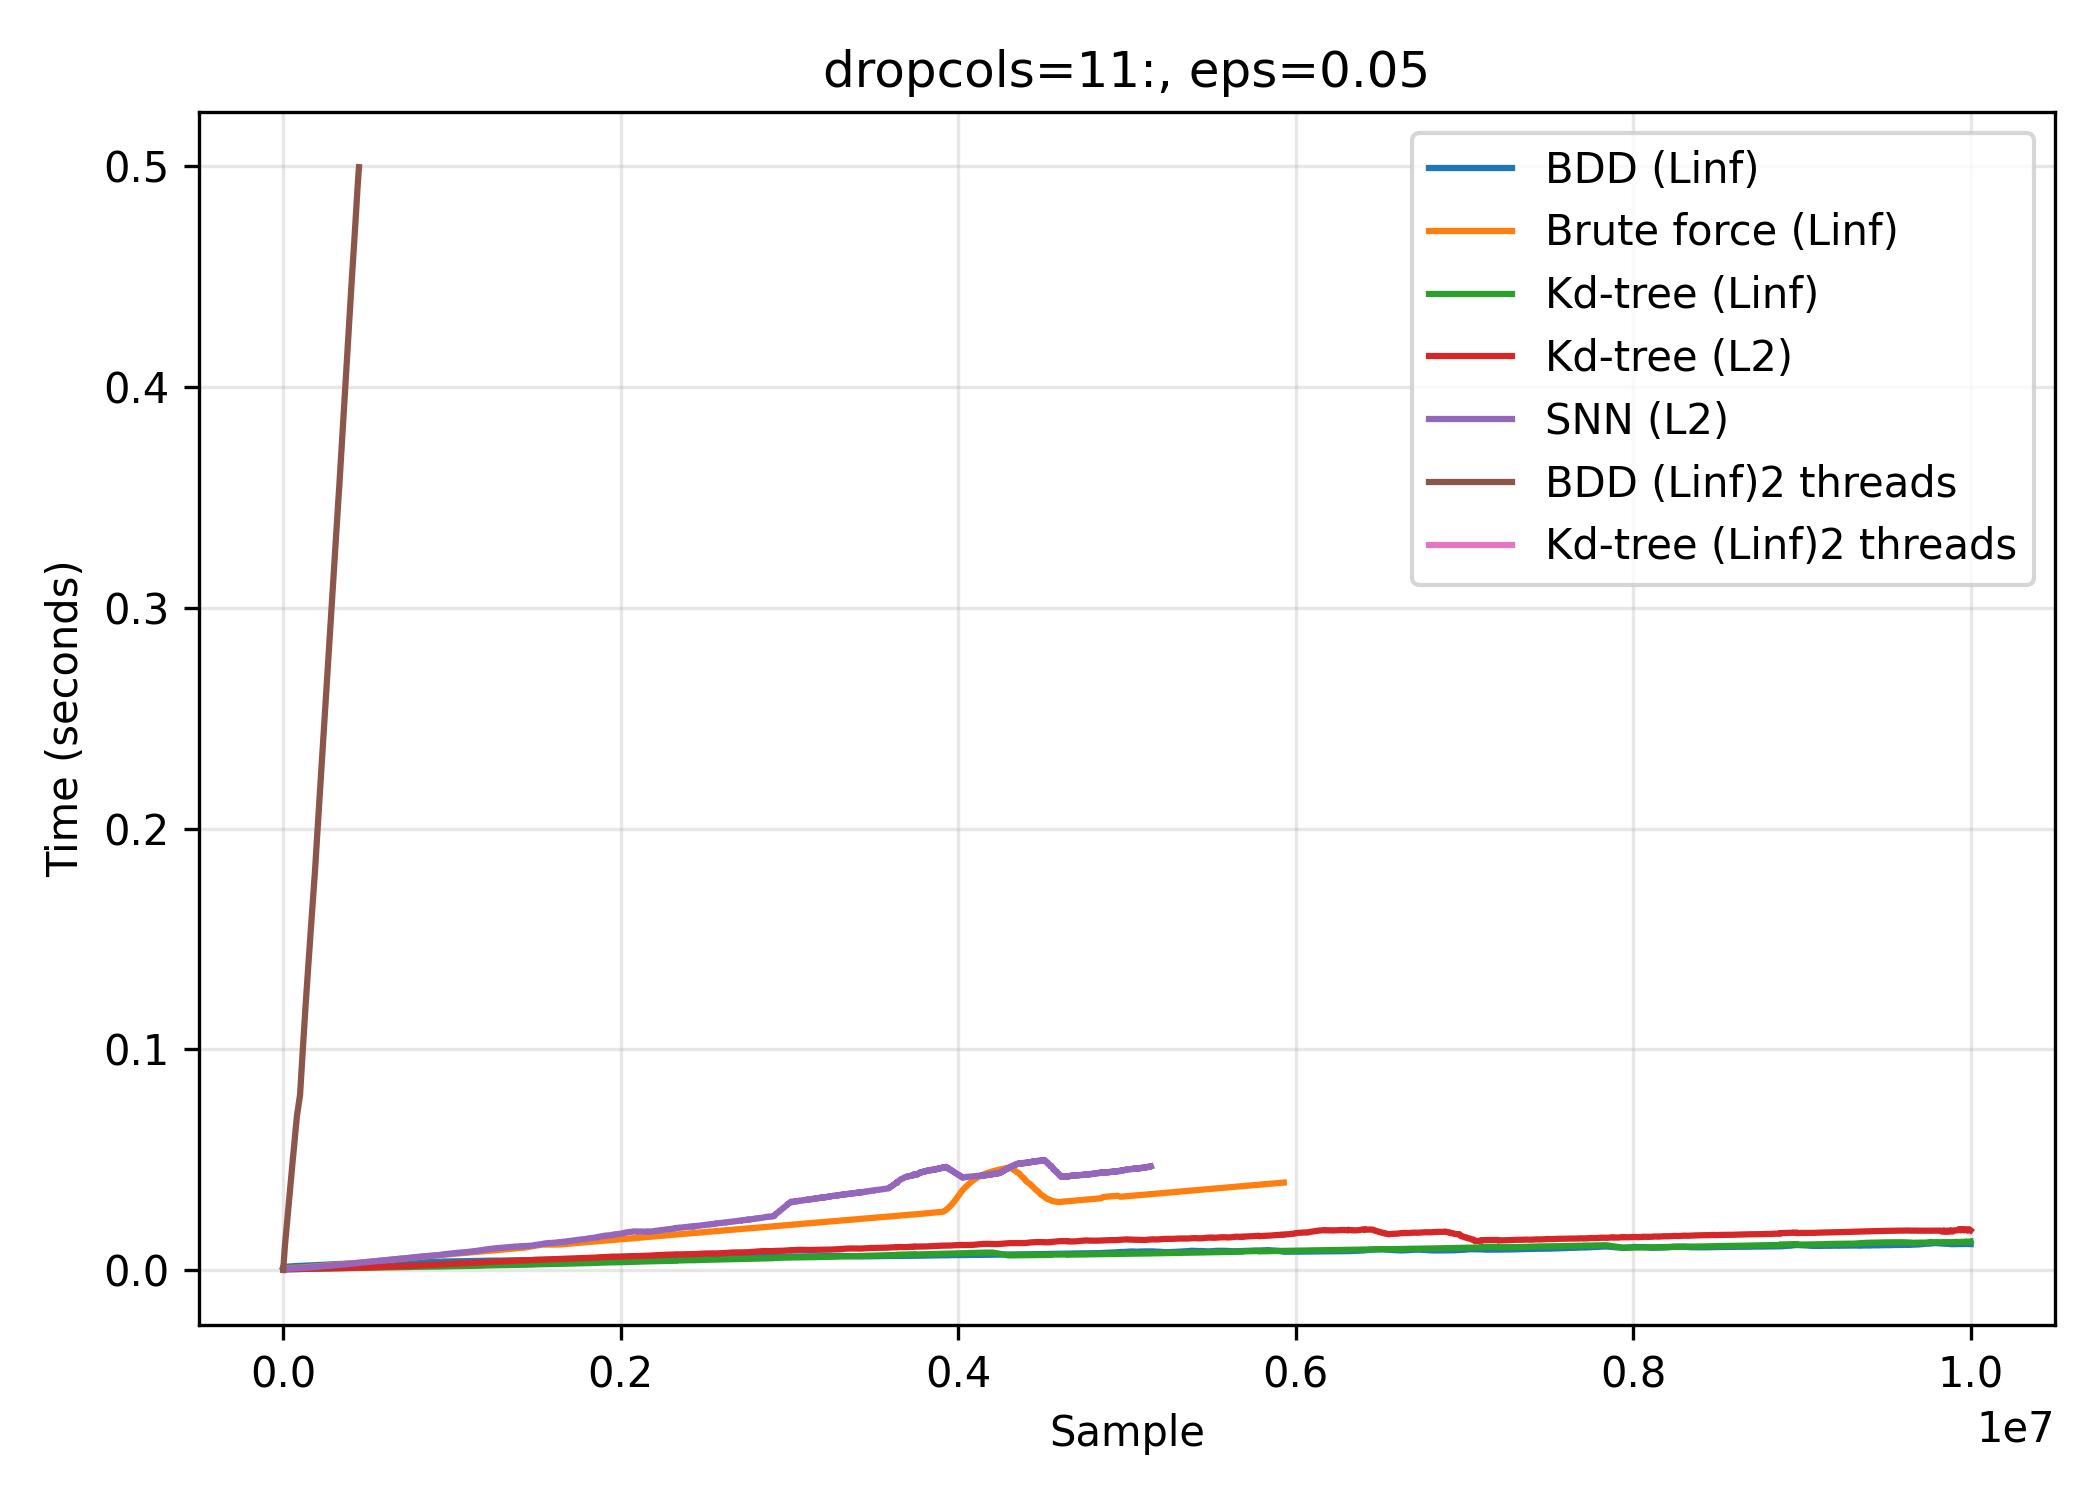 dropcols=11:, eps=0.05
Time (seconds)
0.5
0.4
0.3
0.2
0.1
0.0
BDD (Linf)
Brute force (Linf)
Kd-tree (Linf)
Kd-tree (L2)
SNN (L2)
BDD (Linf)2 threads
Kd-tree (Linf)2 threads
0.0 0.2 0.4 0.6 0.8 1.0
Sample
1e7